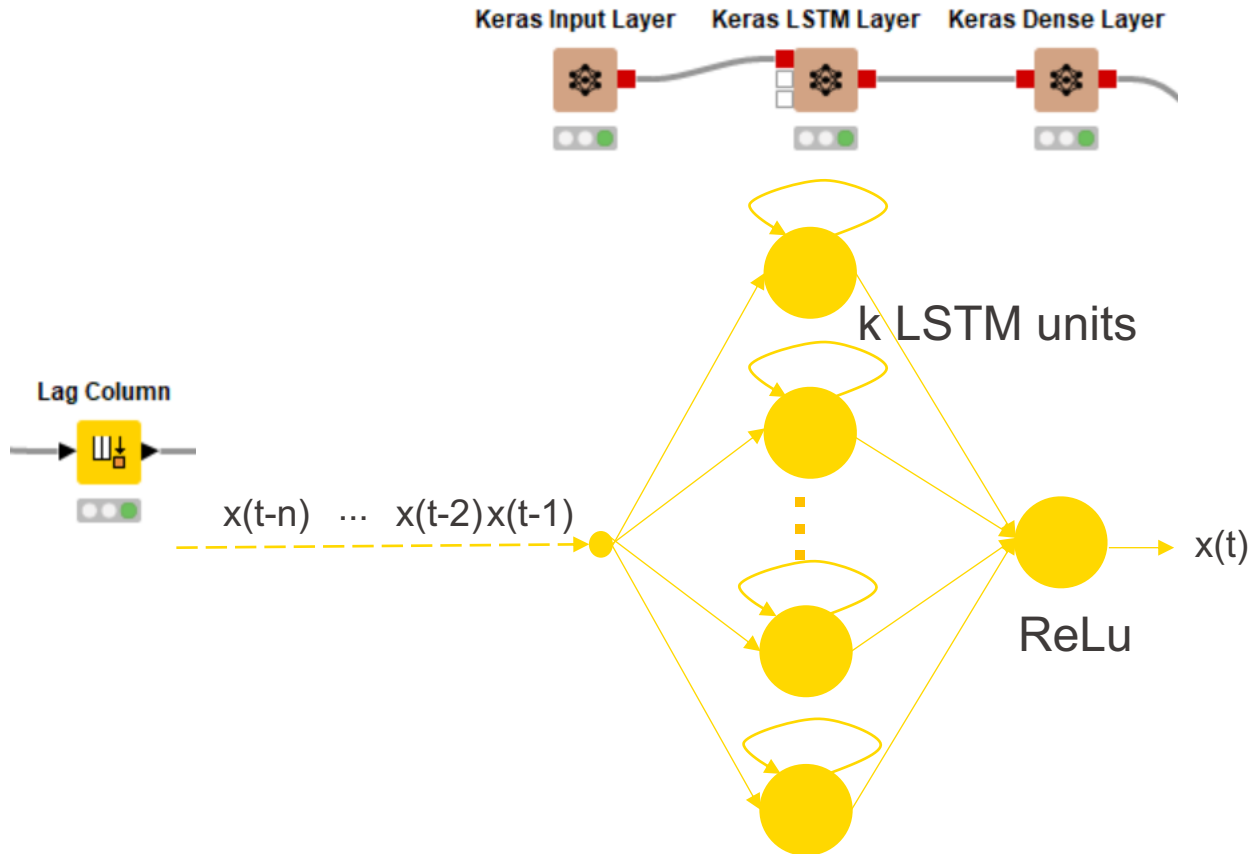 Keras Input Layer
Keras LSTM Layer
Keras Dense Layer
k LSTM units
Lag Column
x(t-n) ... x(t-2) x(t-1)
x(t)
ReLu